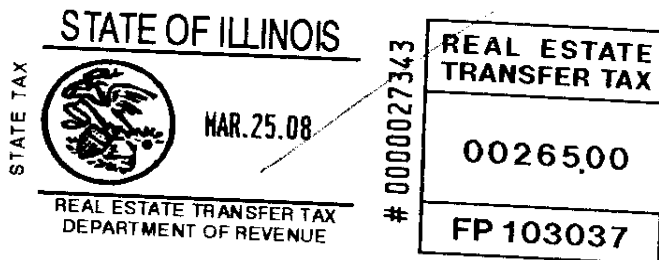 STATE OF ILLINOIS
STATE TAX
MAR.25.08
REAL ESTATE TRANSFER TAX
DEPARTMENT OF REVENUE
# 0000027343
REAL ESTATE
TRANSFER TAX
00265.00
FP 103037